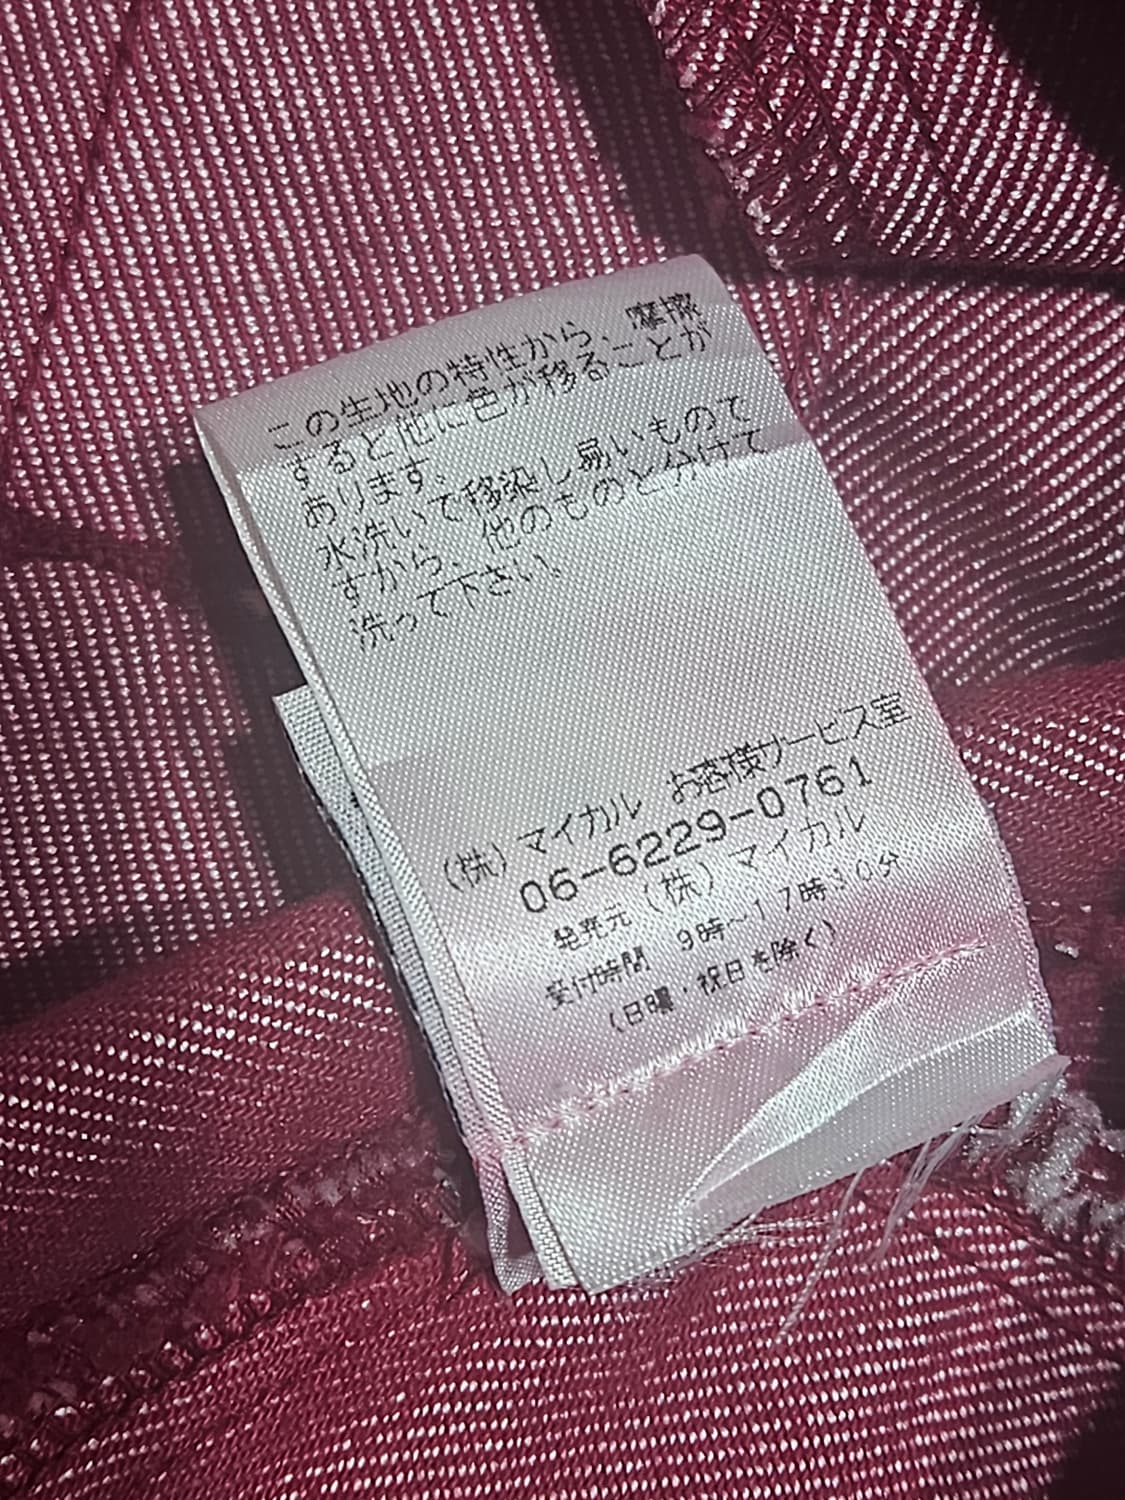 この生地の特性から、摩擦
すると他に色が移ることが
あります。
水洗いで移染し易いもので
すから、他のものと分けて
洗って下さい。
(株)マイカル お客様サービス室
06-6229-0761
発売元(株)マイカル
受付時間 9時~17時30分
(日曜・祝日を除く)